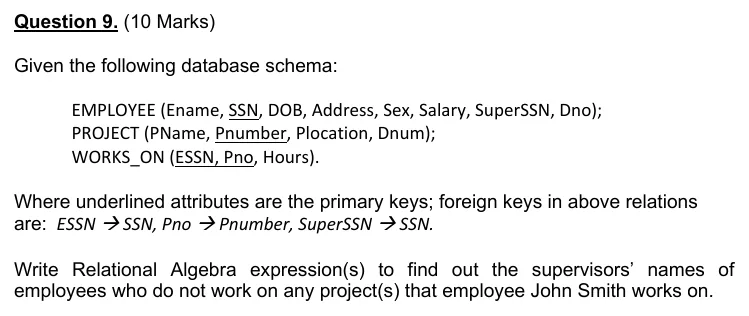 Question 9. (10 Marks)
Given the following database schema:
EMPLOYEE (Ename, SSN, DOB, Address, Sex, Salary, SuperSSN, Dno);
PROJECT (PName, Pnumber, Plocation, Dnum);
WORKS_ON (ESSN, Pno, Hours).
Where underlined attributes are the primary keys; foreign keys in above relations
are: ESSN → SSN, Pno → Pnumber, SuperSSN → SSN.
Write Relational Algebra expression(s) to find out the supervisors’ names of
employees who do not work on any project(s) that employee John Smith works on.